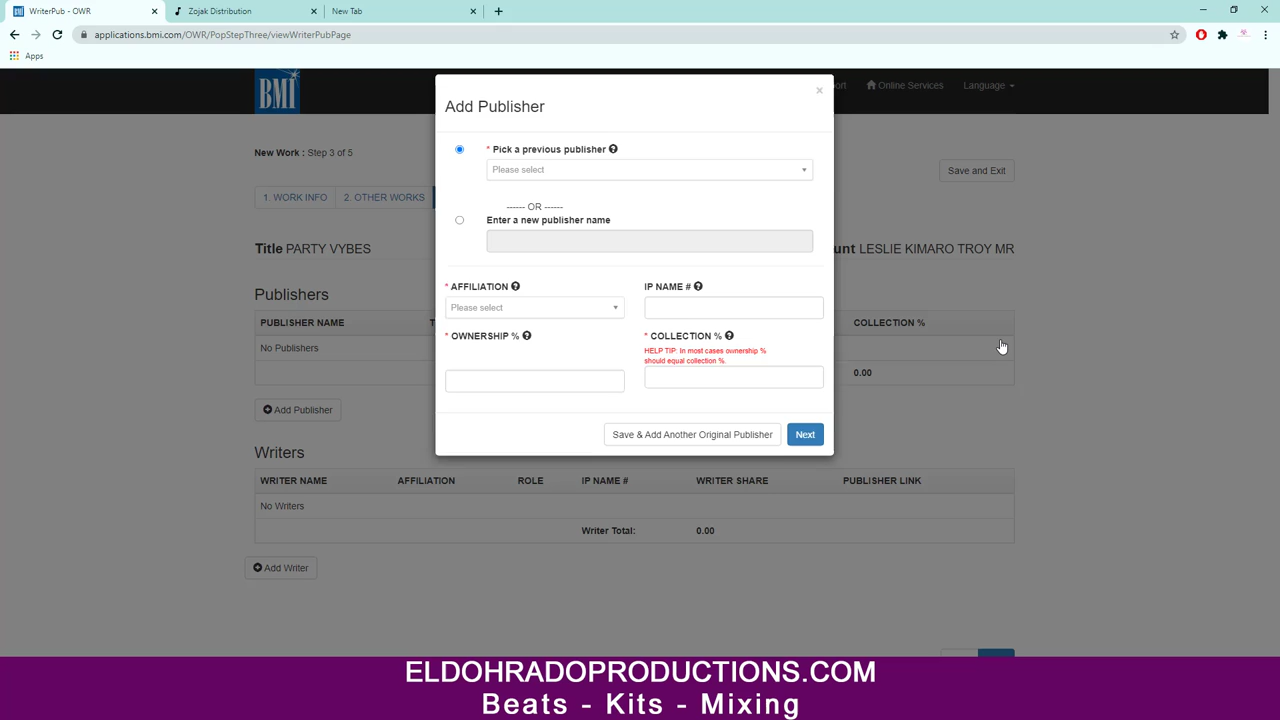 WriterPub - OWR
Zojak Distribution
New Tab
applications.bmi.com/OWR/PopStepThree/viewWriterPubPage
Apps
BMI
Online Services
Language
Add Publisher
New Work : Step 3 of 5
Save and Exit
* Pick a previous publisher
Please select
1. WORK INFO
2. OTHER WORKS
------ OR ------
Enter a new publisher name
Title PARTY VYBES
unt LESLIE KIMARO TROY MR
* AFFILIATION
IP NAME #
Please select
Publishers
PUBLISHER NAME
COLLECTION %
* OWNERSHIP %
* COLLECTION %
HELP TIP: In most cases ownership %
should equal collection %.
No Publishers
0.00
Add Publisher
Save & Add Another Original Publisher
Next
Writers
WRITER NAME AFFILIATION ROLE IP NAME # WRITER SHARE PUBLISHER LINK
No Writers
Writer Total: 0.00
Add Writer
ELDOHRADOPRODUCTIONS.COM
Beats - Kits - Mixing